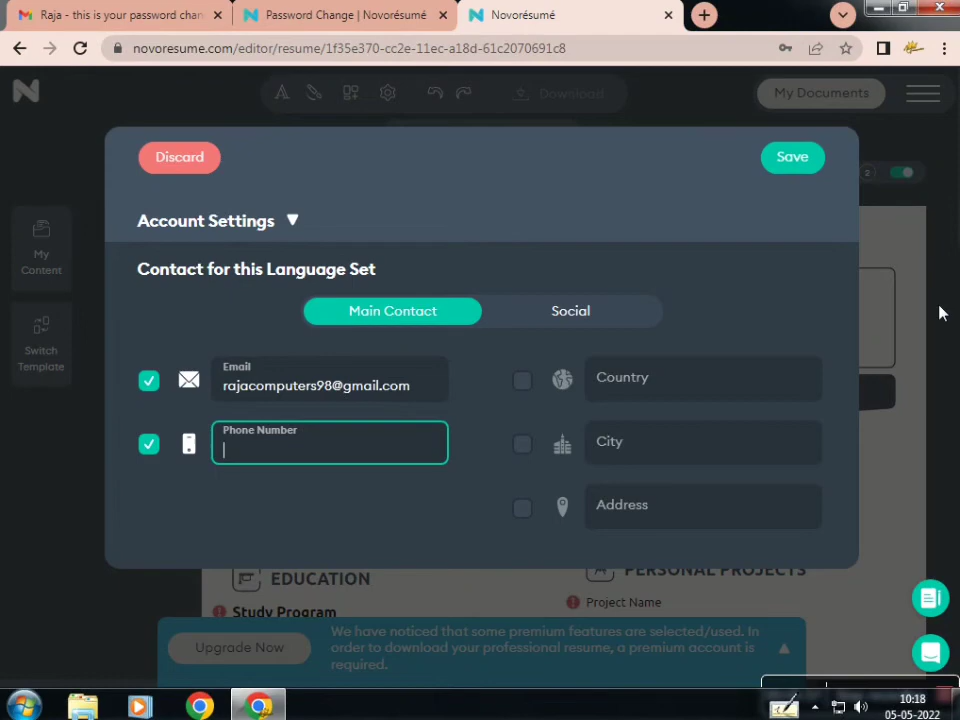 Raja - this is your password chan
Password Change | Novorésumé
Novorésumé
novoresume.com/editor/resume/1f35e370-cc2e-11ec-a18d-61c2070691c8
Download
My Documents
Discard
Save
2
Account Settings
Contact for this Language Set
My
Content
Main Contact
Social
Switch
Template
Email
rajacomputers98@gmail.com
Country
Phone Number
City
Address
EDUCATION
PERSONAL PROJECTS
Study Program
Project Name
Upgrade Now
We have noticed that some premium features are selected/used. In
order to download your professional resume, a premium account is
required.
10:18
05-05-2022